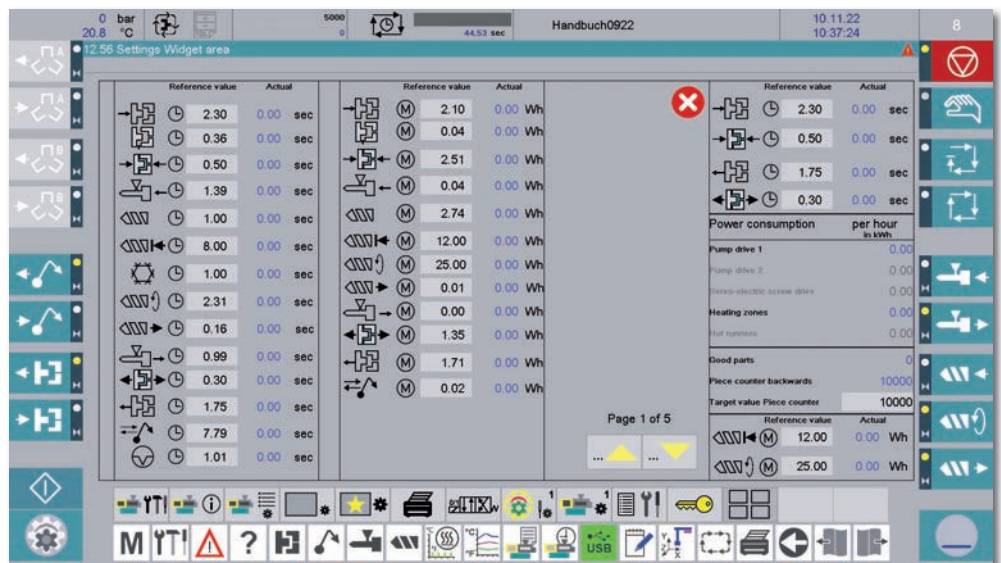 0 bar 5000 Handbuch0922 10.11.22 8
20.8 °C 0 44.53 sec 10:37:24
12.56 Settings Widget area
A H
A H
B H
B H
H
H
H
H
Reference value Actual
2.30 0.00 sec
0.36 0.00 sec
0.50 0.00 sec
1.39 0.00 sec
1.00 0.00 sec
8.00 0.00 sec
1.00 0.00 sec
2.31 0.00 sec
0.16 0.00 sec
0.99 0.00 sec
0.30 0.00 sec
1.75 0.00 sec
7.79 0.00 sec
1.01 0.00 sec
Reference value Actual
M 2.10 0.00 Wh
M 0.04 0.00 Wh
M 2.51 0.00 Wh
M 0.04 0.00 Wh
M 2.74 0.00 Wh
M 12.00 0.00 Wh
M 25.00 0.00 Wh
M 0.01 0.00 Wh
M 0.00 0.00 Wh
M 1.35 0.00 Wh
M 1.71 0.00 Wh
M 0.02 0.00 Wh
Page 1 of 5
... ...
Reference value Actual
2.30 0.00 sec
0.50 0.00 sec
1.75 0.00 sec
0.30 0.00 sec
Power consumption per hour
in kWh
Pump drive 1 0.00
Pump drive 2 0.00
Servo-electric screw drive 0.00
Heating zones 0.00
Hot runners 0.00
Good parts 0
Piece counter backwards 10000
Target value Piece counter 10000
Reference value Actual
M 12.00 0.00 Wh
M 25.00 0.00 Wh
H
H
H
H
H
H
H
H
1 1
M ? °C °F USB